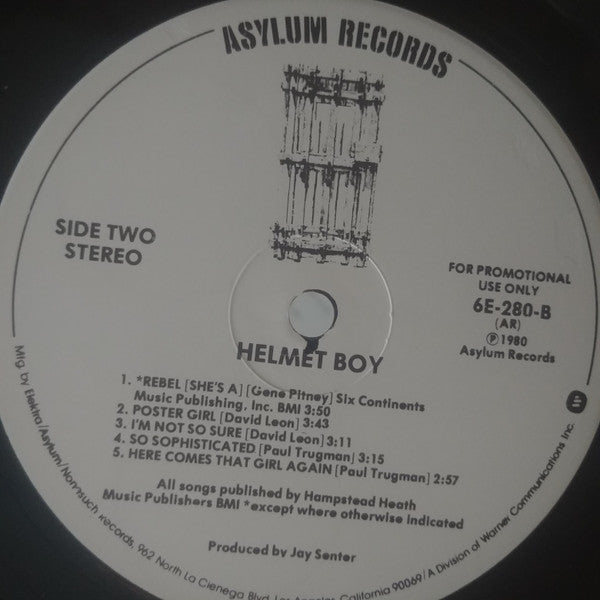 ASYLUM RECORDS
SIDE TWO
STEREO
FOR PROMOTIONAL
USE ONLY
6E-280-B
(AR)
Ⓟ1980
Asylum Records
HELMET BOY
1. *REBEL [SHE'S A] [Gene Pitney] Six Continents
Music Publishing, Inc. BMI 3:50
2. POSTER GIRL [David Leon] 3:43
3. I'M NOT SO SURE [David Leon] 3:11
4. SO SOPHISTICATED [Paul Trugman] 3:15
5. HERE COMES THAT GIRL AGAIN [Paul Trugman] 2:57
All songs published by Hampstead Heath
Music Publishers BMI *except where otherwise indicated
Produced by Jay Senter
Mfg. by Elektra/Asylum/Nonesuch Records, 962 North La Cienega Blvd. Los Angeles, California 90069/A Division of Warner Communications Inc.